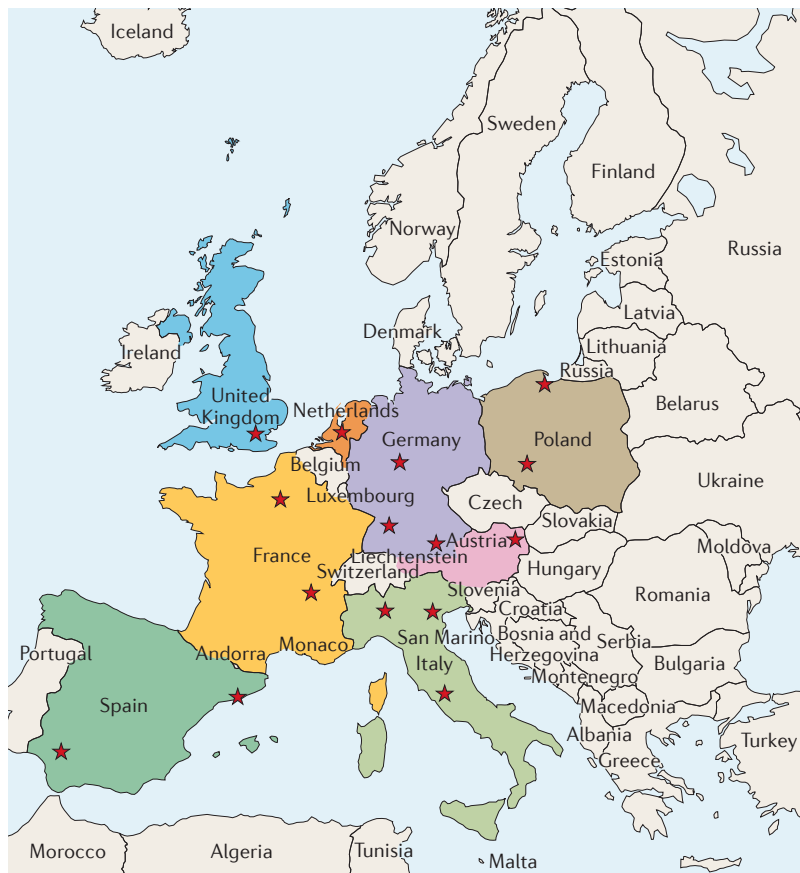 Iceland
Sweden
Finland
Norway
Russia
Estonia
Latvia
Denmark
Lithuania
Ireland
Russia
United
Kingdom
Netherlands
Belarus
Germany
Poland
Belgium
Ukraine
Luxembourg
Czech
Slovakia
Austria
Moldova
France
Liechtenstein
Switzerland
Hungary
Slovenia
Romania
Croatia
San Marino
Bosnia and
Herzegovina
Serbia
Monaco
Andorra
Portugal
Italy
Bulgaria
Montenegro
Spain
Macedonia
Albania
Turkey
Greece
Morocco
Algeria
Tunisia
Malta